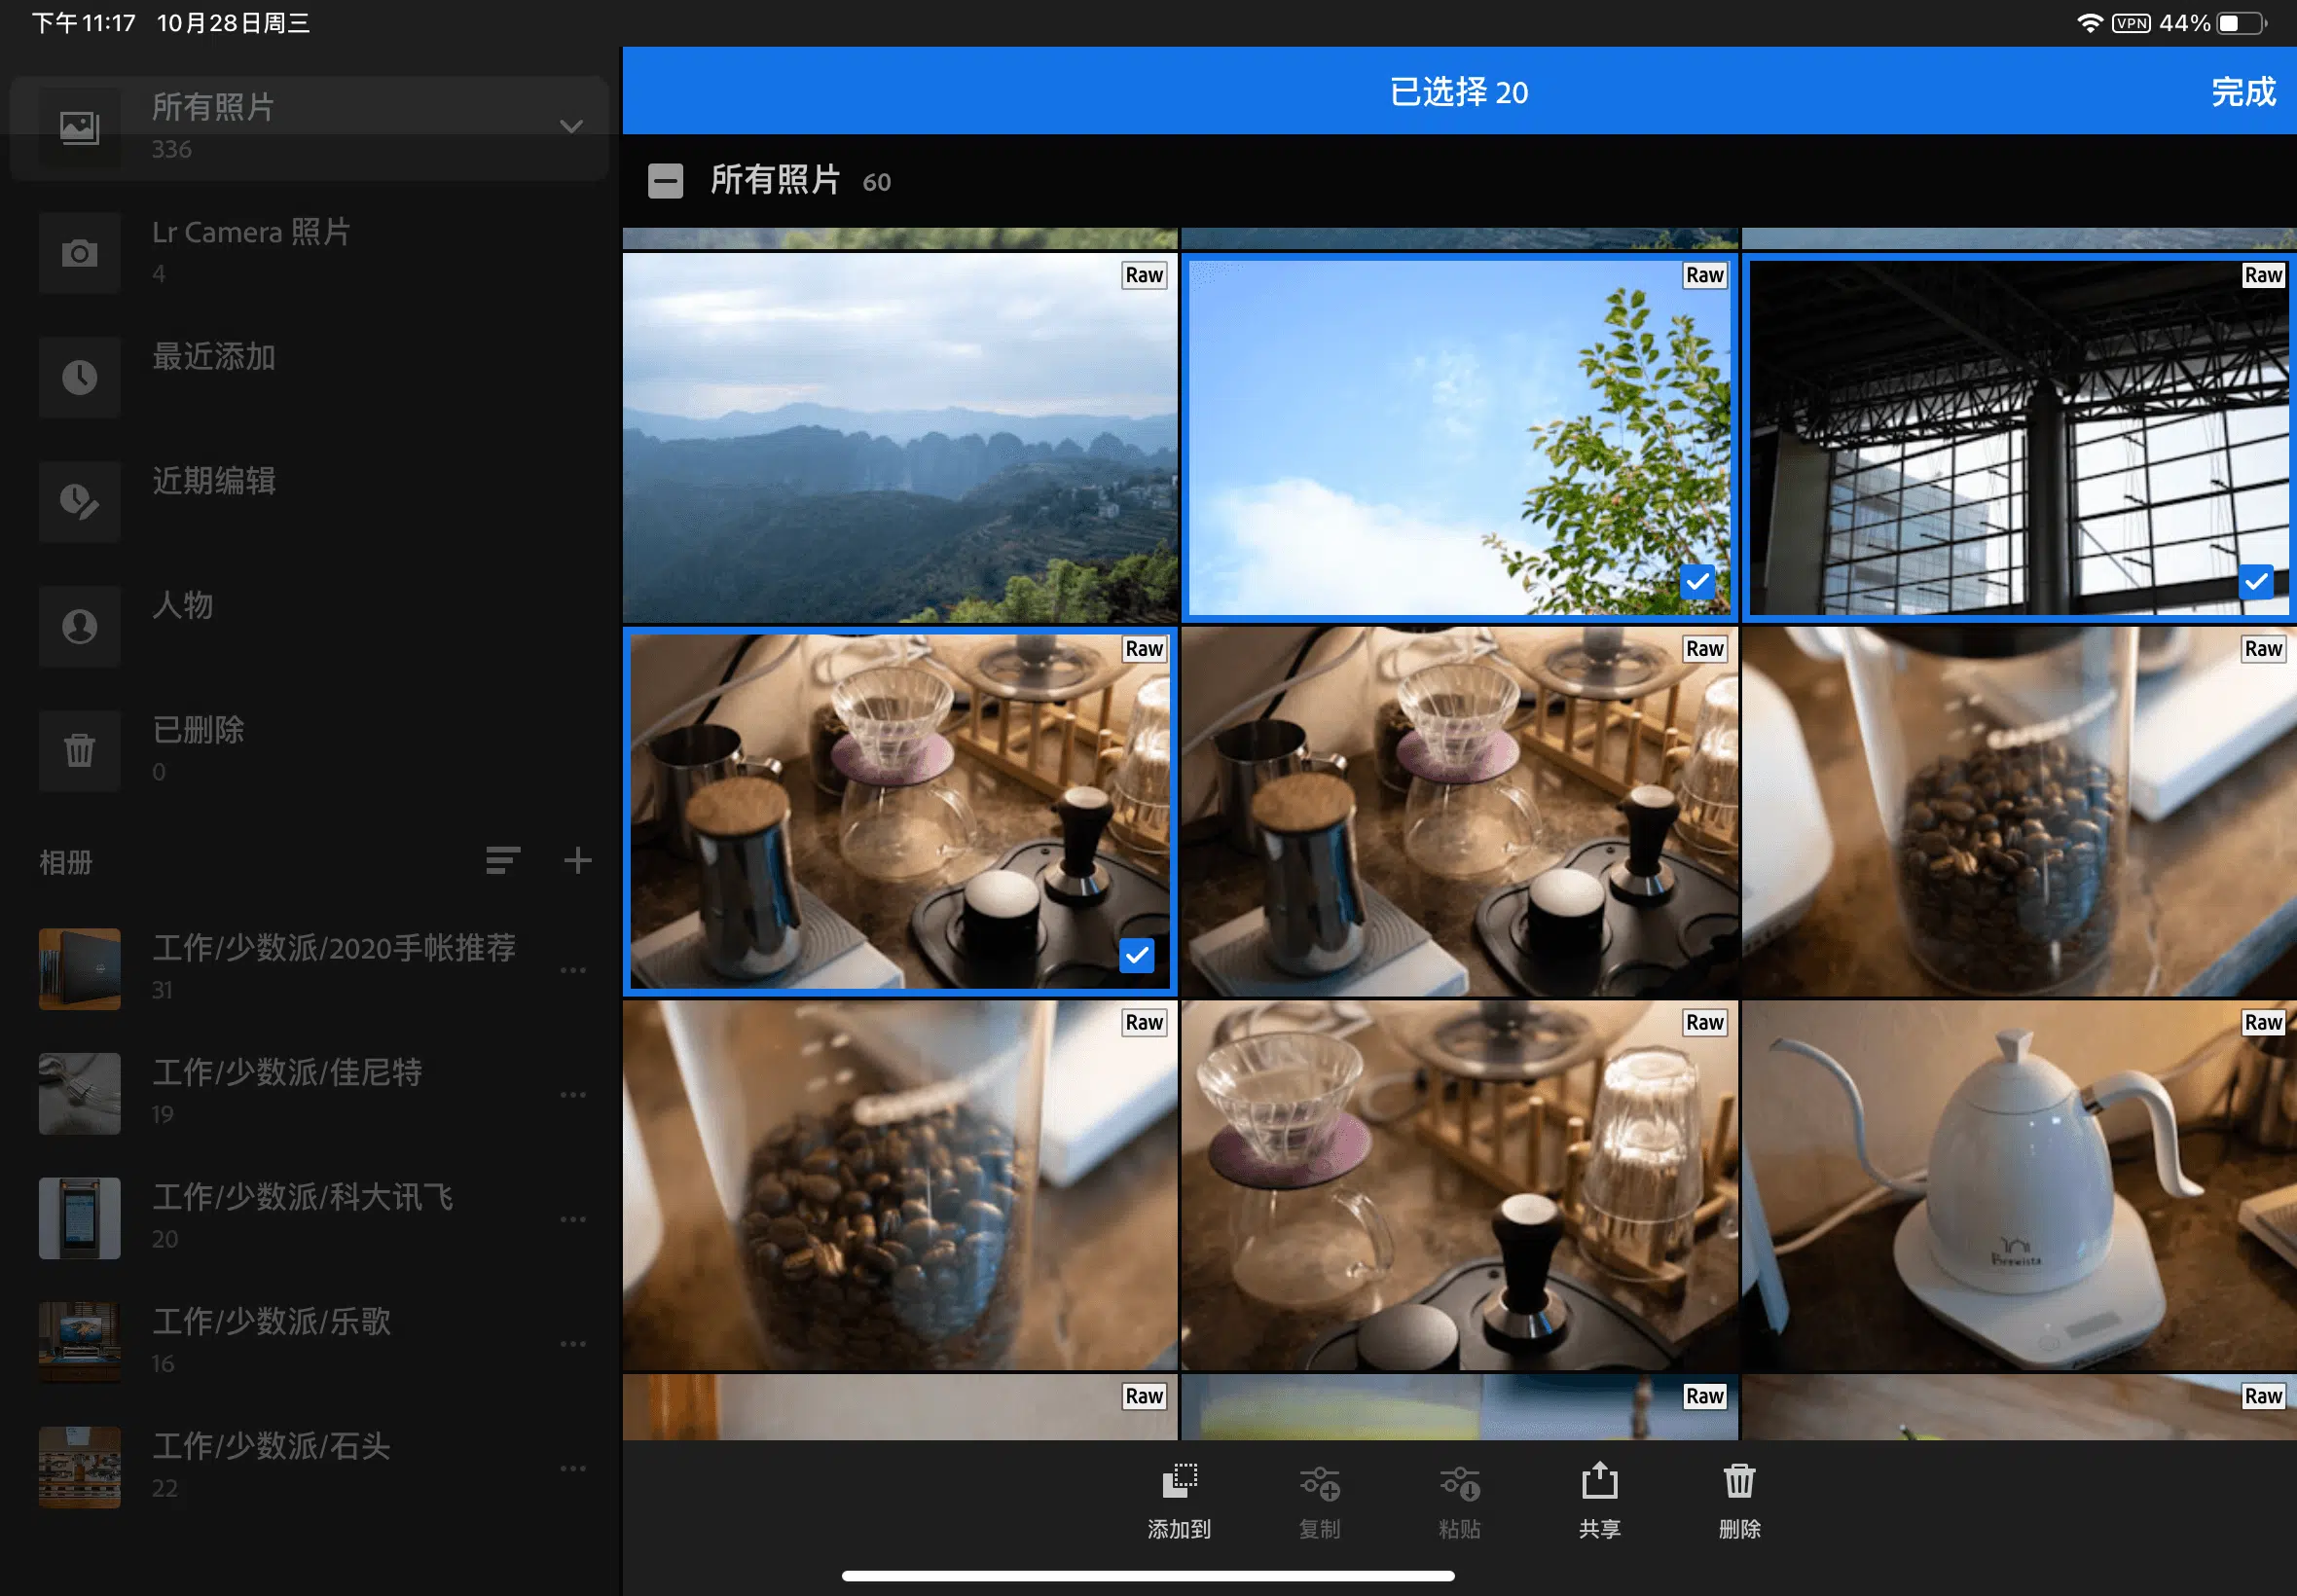 下午11:17 10月28日周三
VPN 44%
已选择 20
完成
所有照片
336
所有照片 60
Lr Camera 照片
4
最近添加
近期编辑
人物
已删除
0
相册
工作/少数派/2020手帐推荐
31
工作/少数派/佳尼特
19
工作/少数派/科大讯飞
20
工作/少数派/乐歌
16
工作/少数派/石头
22
Raw
Raw
Raw
Raw
Raw
Raw
Raw
Raw
Raw
Brewista
Raw
Raw
Raw
添加到
复制
粘贴
共享
删除